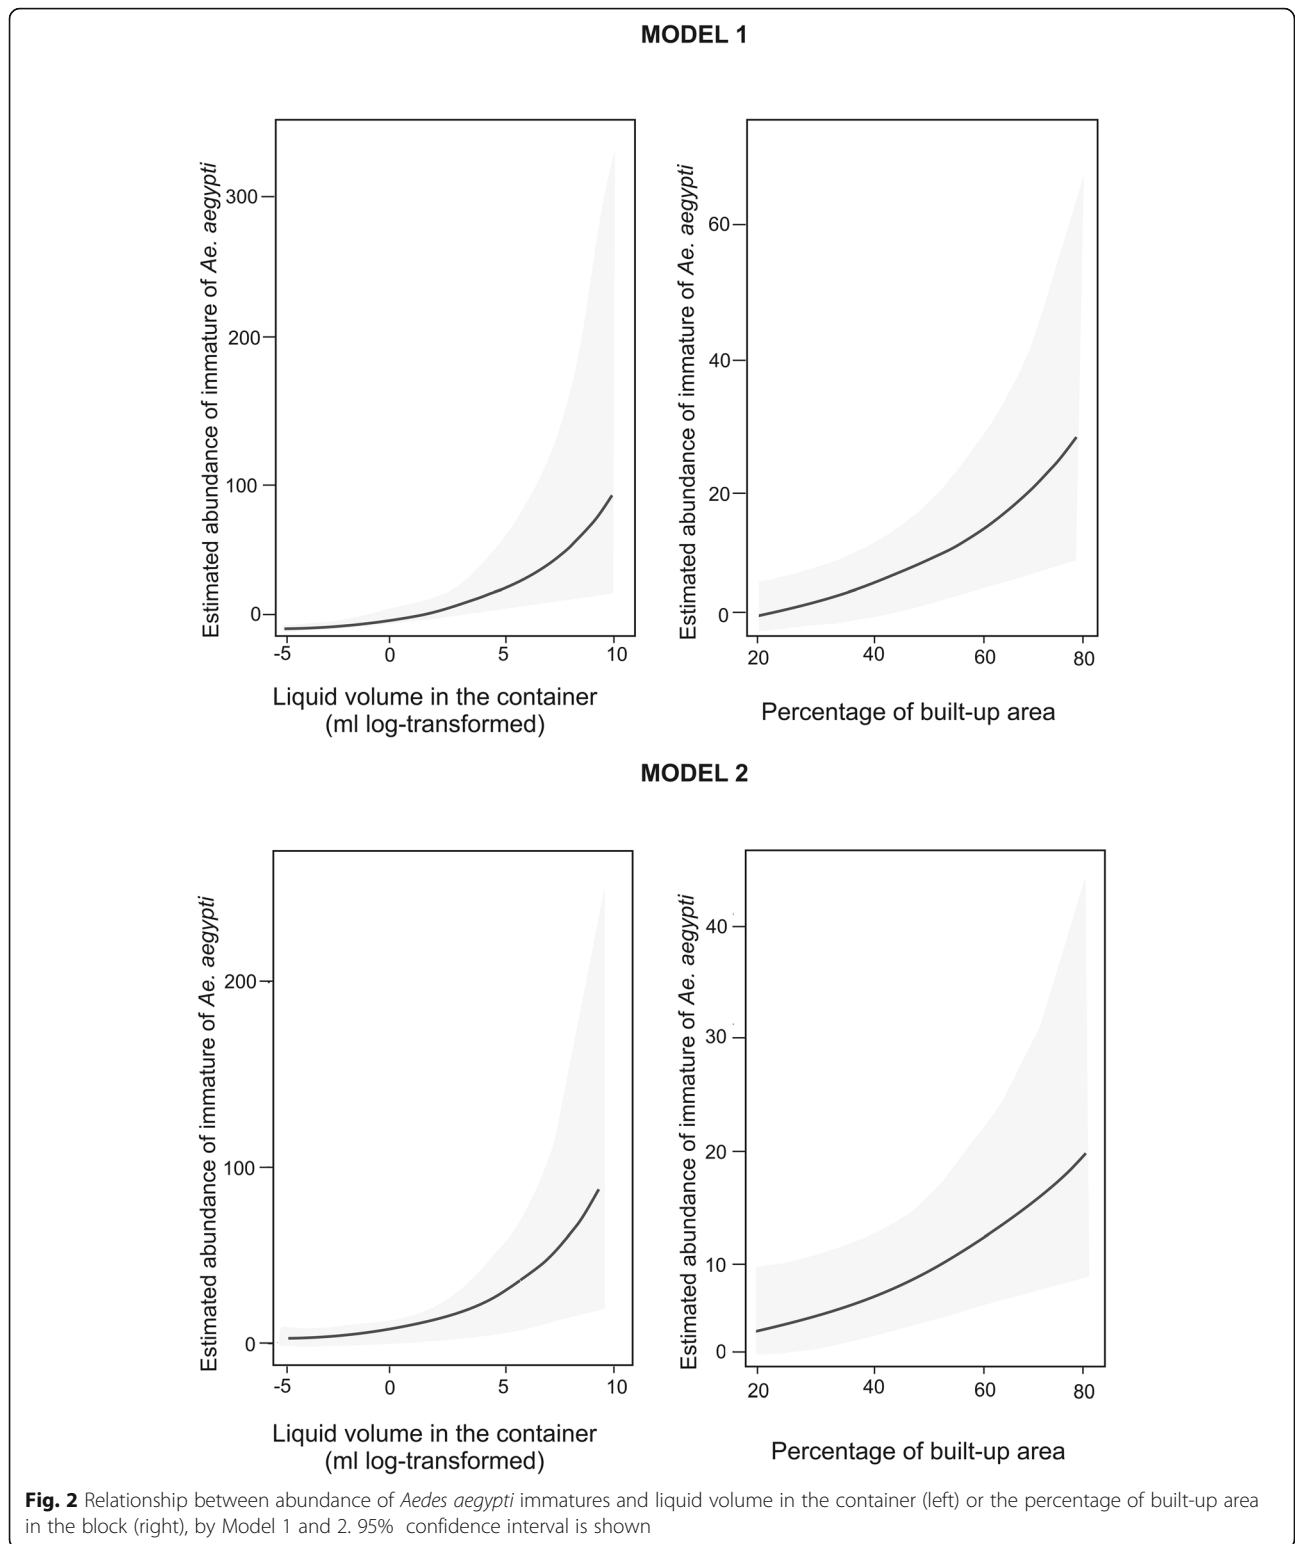 MODEL 1
Estimated abundance of immature of Ae. aegypti
300
200
100
0
-5 0 5 10
Liquid volume in the container
(ml log-transformed)
Estimated abundance of immature of Ae. aegypti
60
40
20
0
20 40 60 80
Percentage of built-up area
MODEL 2
Estimated abundance of immature of Ae. aegypti
200
100
0
-5 0 5 10
Liquid volume in the container
(ml log-transformed)
Estimated abundance of immature of Ae. aegypti
40
30
20
10
0
20 40 60 80
Percentage of built-up area
Fig. 2 Relationship between abundance of Aedes aegypti immatures and liquid volume in the container (left) or the percentage of built-up area
in the block (right), by Model 1 and 2. 95% confidence interval is shown